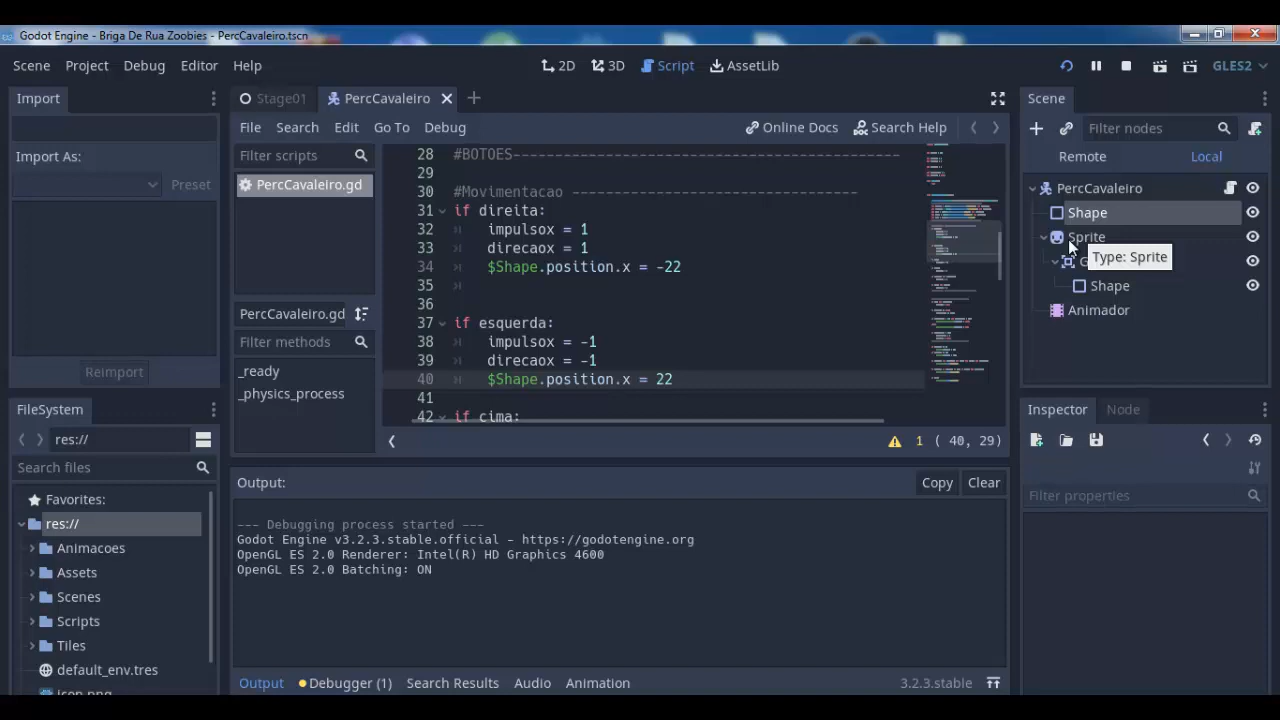 Godot Engine - Briga De Rua Zoobies - PercCavaleiro.tscn
Scene Project Debug Editor Help
2D 3D Script AssetLib
GLES2
Import
Import As:
Preset
Reimport
Stage01 PercCavaleiro
File Search Edit Go To Debug
Online Docs Search Help
Filter scripts
PercCavaleiro.gd
PercCavaleiro.gd
Filter methods
_ready
_physics_process
28 #BOTOES----------------------------------------------
29
30 #Movimentacao ----------------------------------
31 if direita:
32 impulsox = 1
33 direcaox = 1
34 $Shape.position.x = -22
35
36
37 if esquerda:
38 impulsox = -1
39 direcaox = -1
40 $Shape.position.x = 22
41
42 if cima:
1 ( 40, 29)
Scene
Filter nodes
Remote Local
PercCavaleiro
Shape
Sprite
Type: Sprite
Shape
Animador
FileSystem
res://
Search files
Favorites:
res://
Animacoes
Assets
Scenes
Scripts
Tiles
default_env.tres
icon.png
Output:
Copy Clear
--- Debugging process started ---
Godot Engine v3.2.3.stable.official - https://godotengine.org
OpenGL ES 2.0 Renderer: Intel(R) HD Graphics 4600
OpenGL ES 2.0 Batching: ON
Output Debugger (1) Search Results Audio Animation
3.2.3.stable
Inspector Node
Filter properties